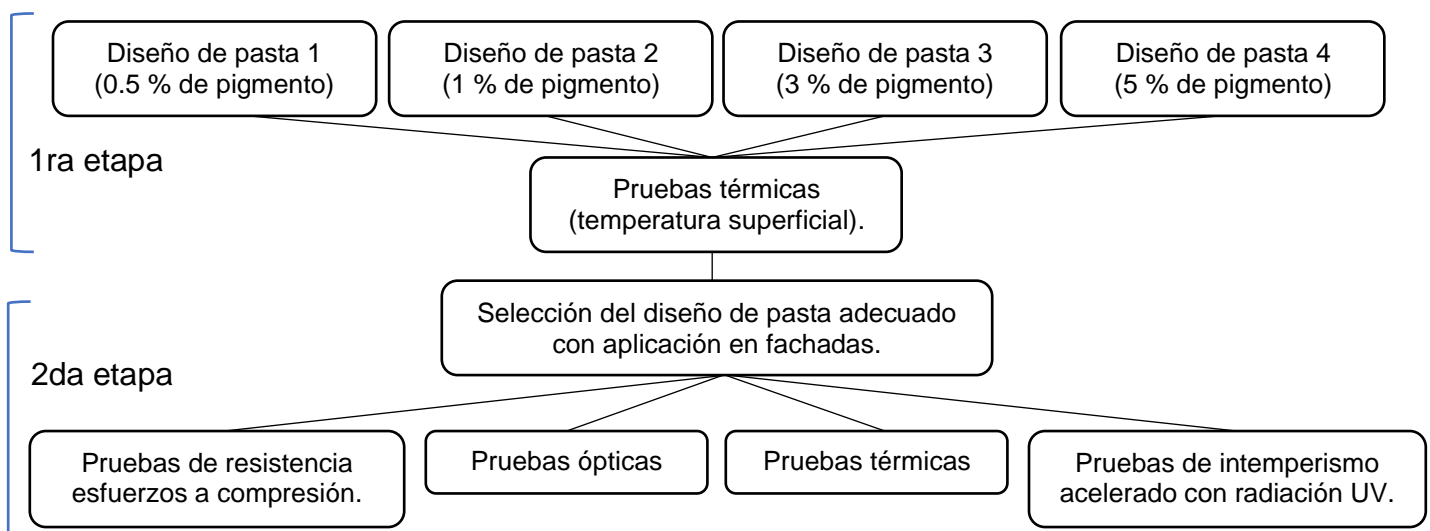 Diseño de pasta 1
(0.5 % de pigmento)
Diseño de pasta 2
(1 % de pigmento)
Diseño de pasta 3
(3 % de pigmento)
Diseño de pasta 4
(5 % de pigmento)
1ra etapa
Pruebas térmicas
(temperatura superficial).
Selección del diseño de pasta adecuado
con aplicación en fachadas.
2da etapa
Pruebas de resistencia
esfuerzos a compresión.
Pruebas ópticas
Pruebas térmicas
Pruebas de intemperismo
acelerado con radiación UV.